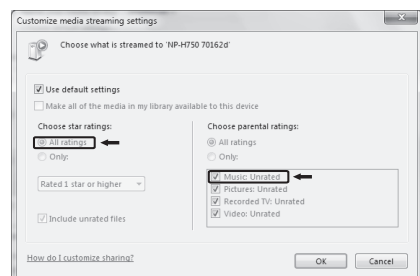 Customize media streaming settings
Choose what is streamed to 'NP-H750 70162d'
Use default settings
Make all of the media in my library available to this device
Choose star ratings:
All ratings
Only:
Rated 1 star or higher
Include unrated files
Choose parental ratings:
All ratings
Only:
Music: Unrated
Pictures: Unrated
Recorded TV: Unrated
Video: Unrated
How do I customize sharing?
OK
Cancel